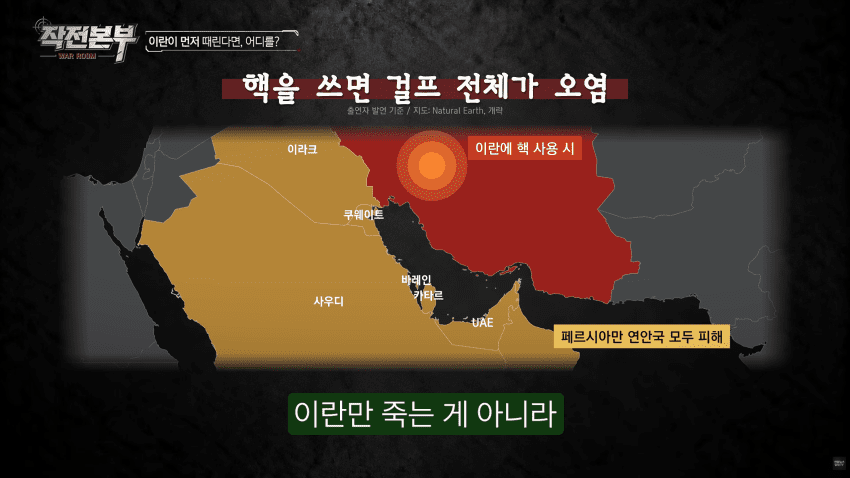 작전본부
WAR ROOM
이란이 먼저 때린다면, 어디를?
핵을 쓰면 걸프 전체가 오염
출연자 발언 기준 / 지도: Natural Earth, 개략
이라크
이란에 핵 사용 시
쿠웨이트
바레인
카타르
사우디
UAE
페르시아만 연안국 모두 피해
이란만 죽는 게 아니라